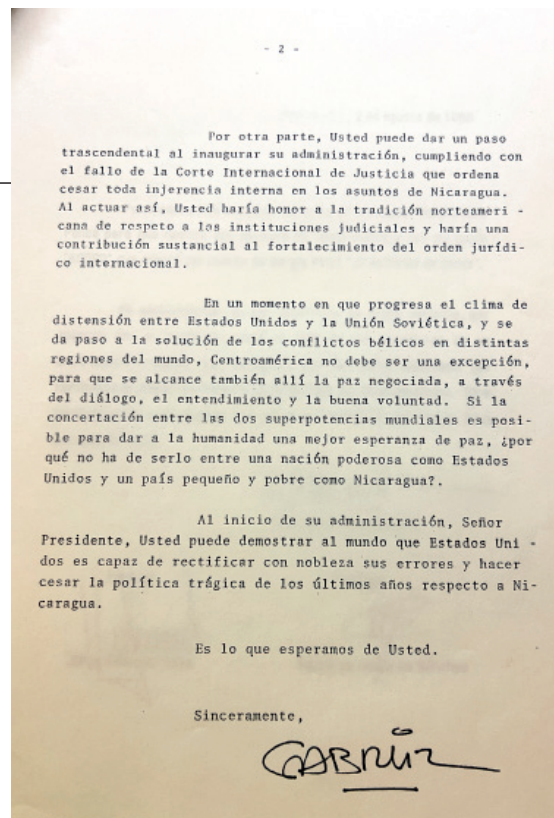 - 2 -
Por otra parte, Usted puede dar un paso
trascendental al inaugurar su administración, cumpliendo con
el fallo de la Corte Internacional de Justicia que ordena
cesar toda injerencia interna en los asuntos de Nicaragua.
Al actuar así, Usted haría honor a la tradición norteameri -
cana de respeto a las instituciones judiciales y haría una
contribución sustancial al fortalecimiento del orden jurídi-
co internacional.
En un momento en que progresa el clima de
distensión entre Estados Unidos y la Unión Soviética, y se
da paso a la solución de los conflictos bélicos en distintas
regiones del mundo, Centroamérica no debe ser una excepción,
para que se alcance también allí la paz negociada, a través
del diálogo, el entendimiento y la buena voluntad. Si la
concertación entre las dos superpotencias mundiales es posi-
ble para dar a la humanidad una mejor esperanza de paz, ¿por
qué no ha de serlo entre una nación poderosa como Estados
Unidos y un país pequeño y pobre como Nicaragua?.
Al inicio de su administración, Señor
Presidente, Usted puede demostrar al mundo que Estados Uni -
dos es capaz de rectificar con nobleza sus errores y hacer
cesar la política trágica de los últimos años respecto a Ni-
caragua.
Es lo que esperamos de Usted.
Sinceramente,